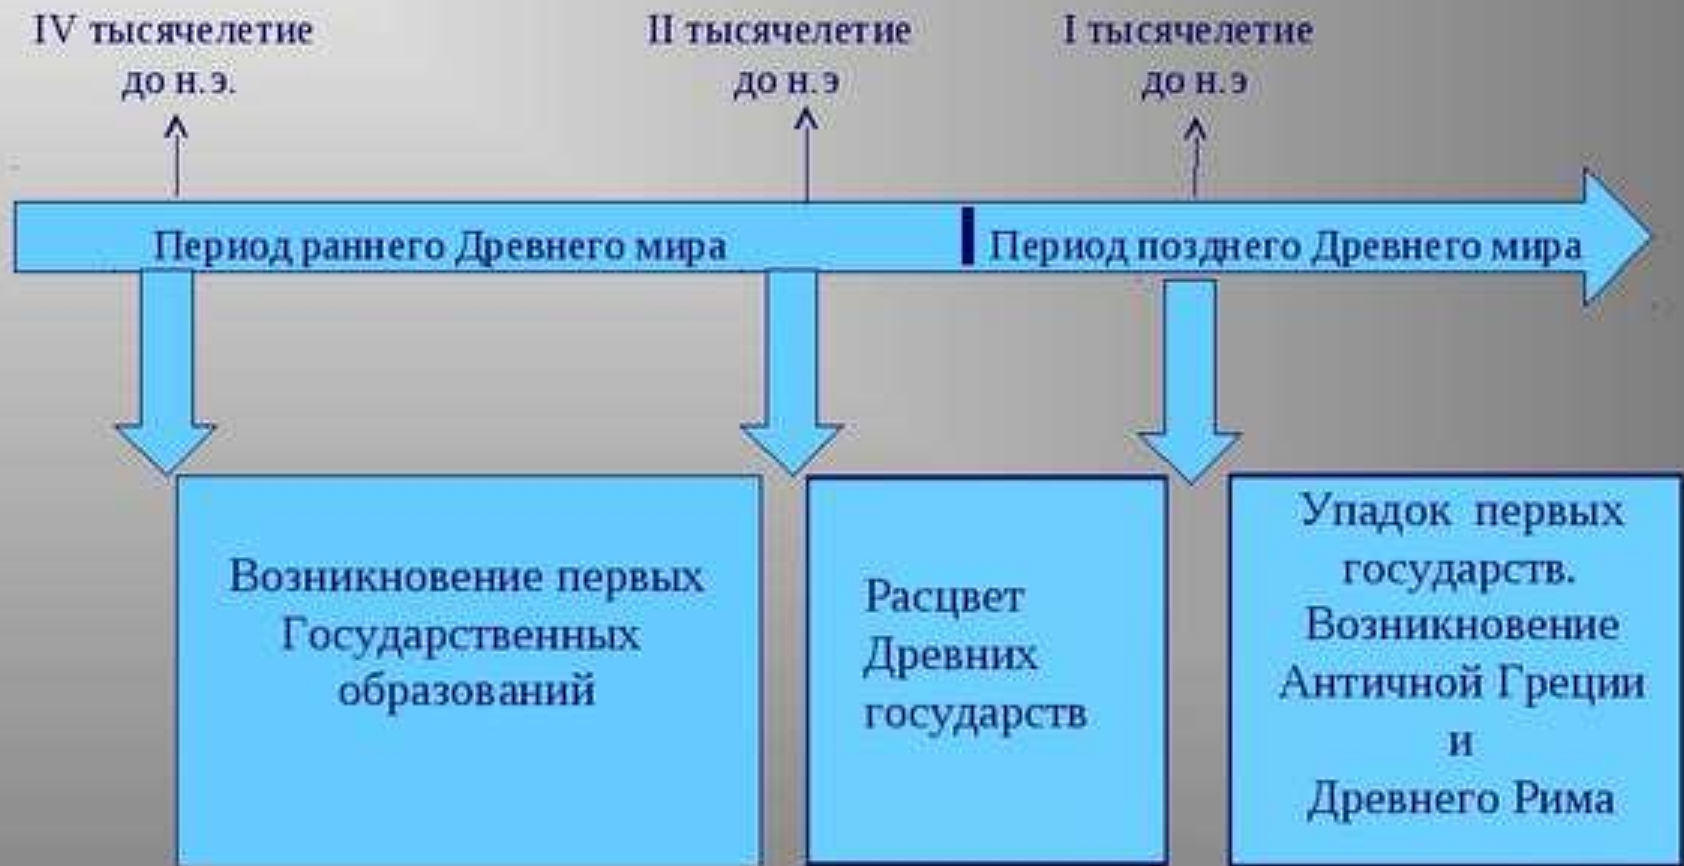 IV тысячелетие
до н.э.
II тысячелетие
до н.э
I тысячелетие
до н.э
Период раннего Древнего мира
Период позднего Древнего мира
Возникновение первых
Государственных
образований
Расцвет
Древних
государств
Упадок первых
государств.
Возникновение
Античной Греции
и
Древнего Рима